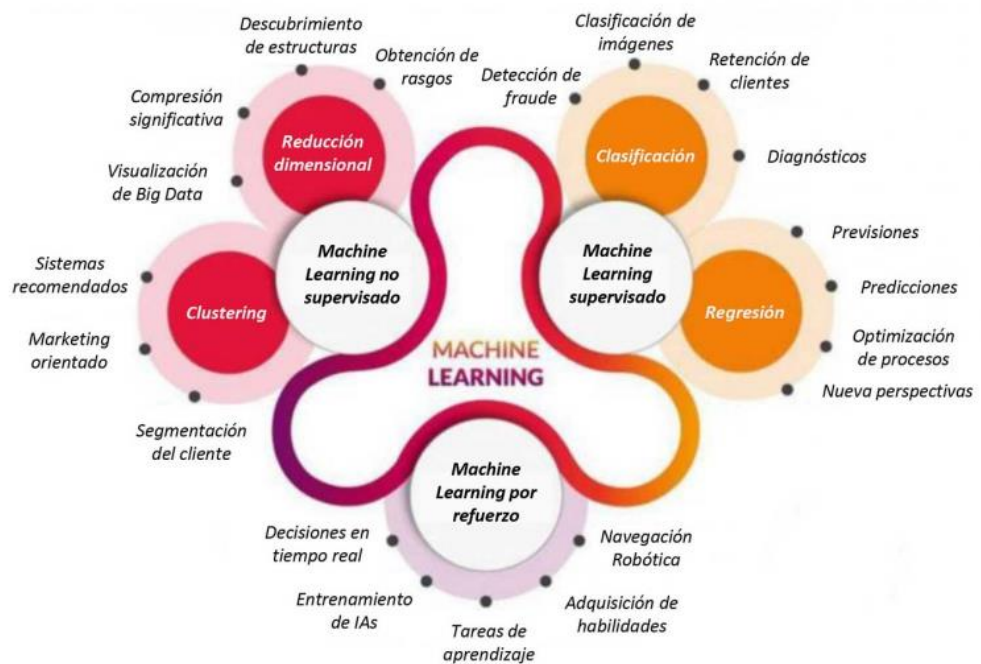 Descubrimiento
de estructuras
Obtención de
rasgos
Compresión
significativa
Visualización
de Big Data
Reducción
dimensional
Machine
Learning no
supervisado
Clustering
Sistemas
recomendados
Marketing
orientado
Segmentación
del cliente
Clasificación de
imágenes
Detección de
fraude
Retención de
clientes
Diagnósticos
Clasificación
Machine
Learning
supervisado
Regresión
Previsiones
Predicciones
Optimización
de procesos
Nueva perspectivas
MACHINE
LEARNING
Machine
Learning por
refuerzo
Decisiones en
tiempo real
Entrenamiento
de IAs
Tareas de
aprendizaje
Adquisición de
habilidades
Navegación
Robótica